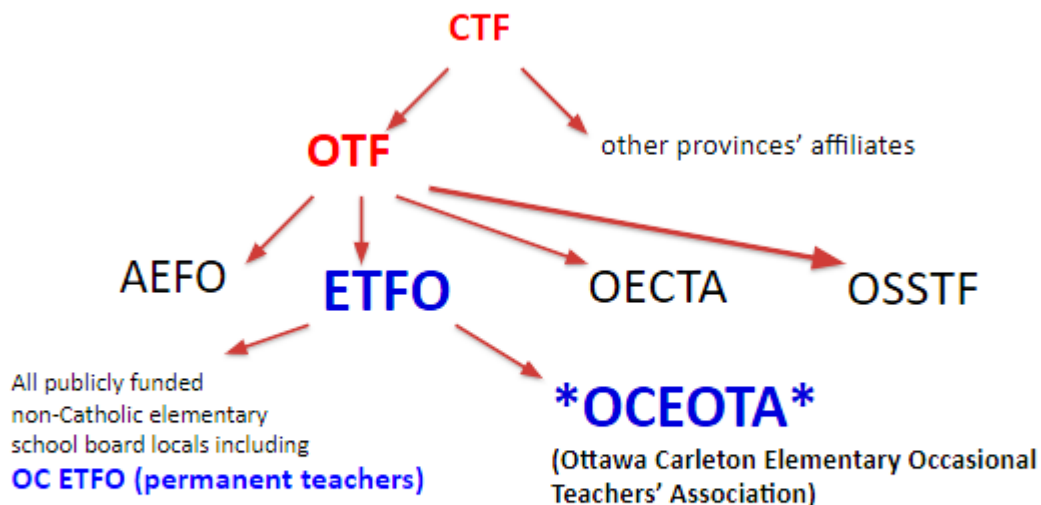 CTF
OTF
other provinces’ affiliates
AEFO
ETFO
OECTA
OSSTF
All publicly funded
non-Catholic elementary
school board locals including
OC ETFO (permanent teachers)
*OCEOTA*
(Ottawa Carleton Elementary Occasional
Teachers’ Association)